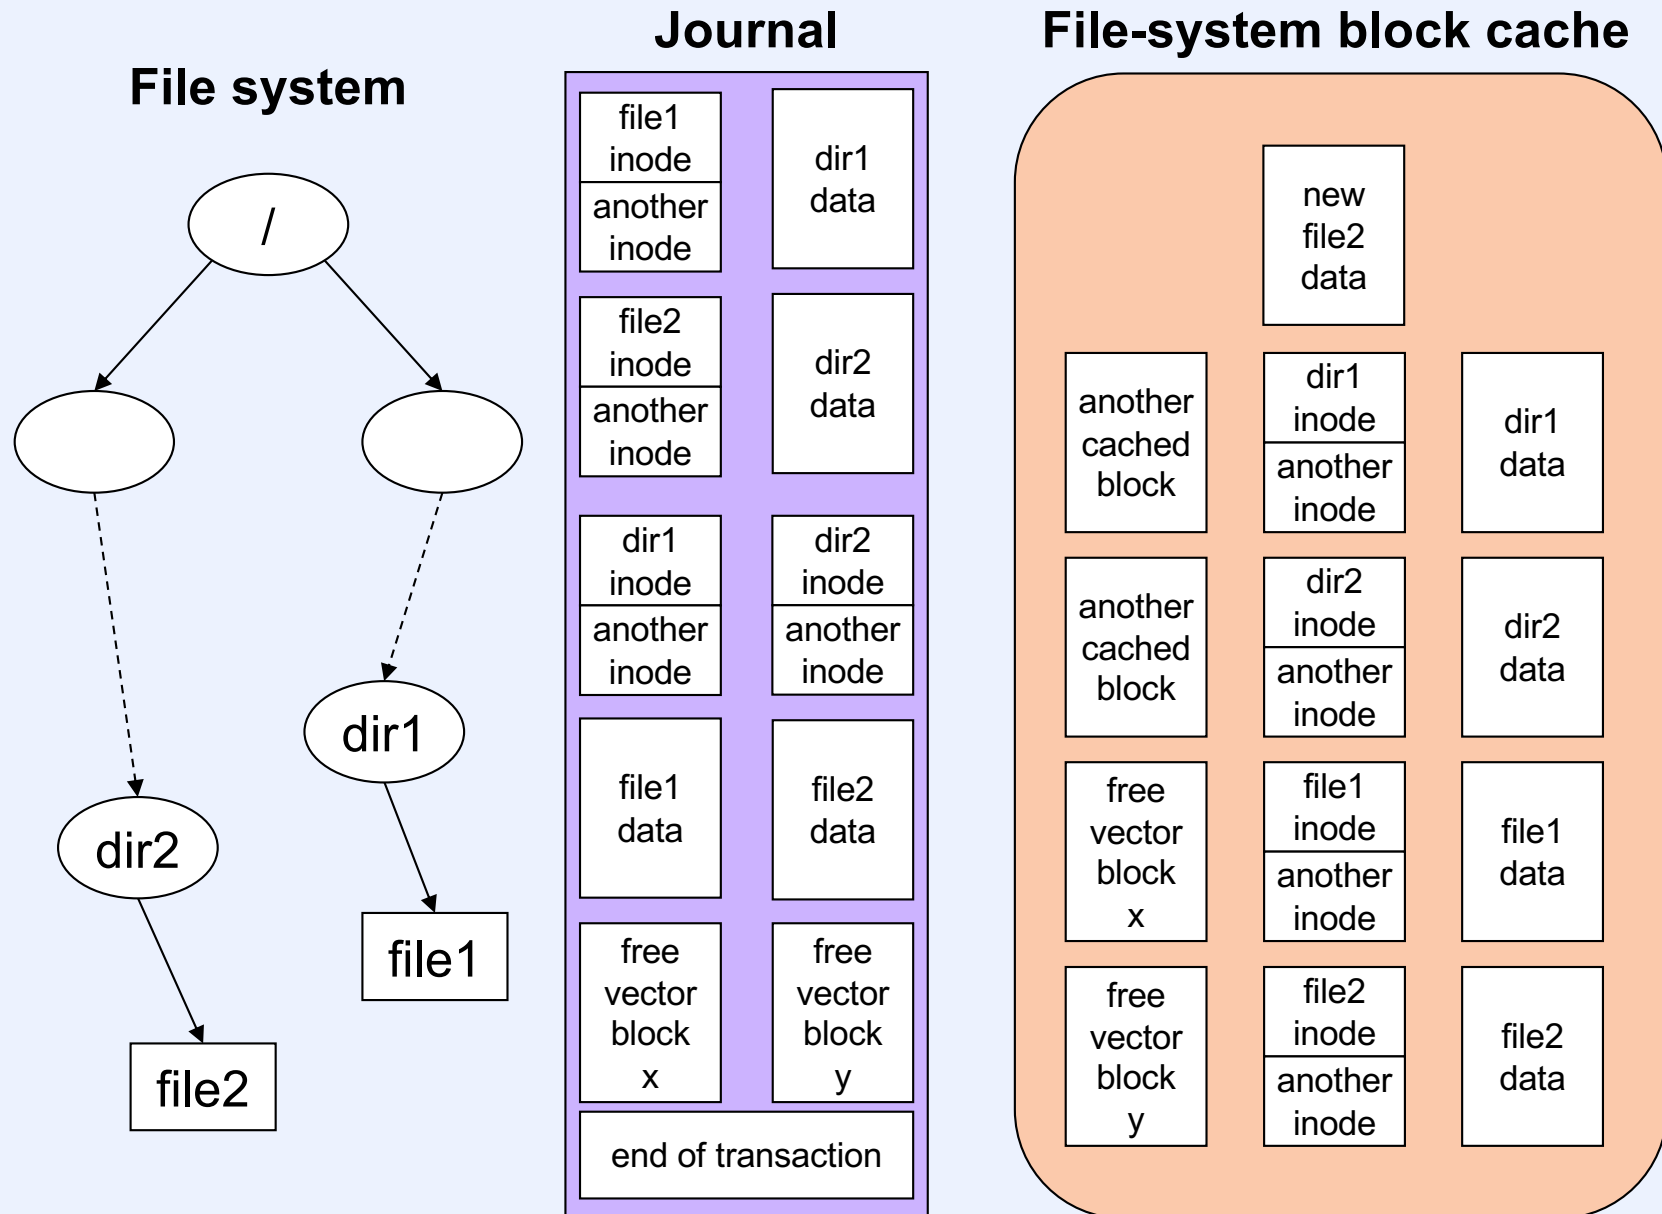 File system
/
dir1
dir2
file1
file2
Journal
file1
inode
another
inode
dir1
data
file2
inode
another
inode
dir2
data
dir1
inode
another
inode
dir2
inode
another
inode
file1
data
file2
data
free
vector
block
x
free
vector
block
y
end of transaction
File-system block cache
new
file2
data
another
cached
block
dir1
inode
another
inode
dir1
data
another
cached
block
dir2
inode
another
inode
dir2
data
free
vector
block
x
file1
inode
another
inode
file1
data
free
vector
block
y
file2
inode
another
inode
file2
data